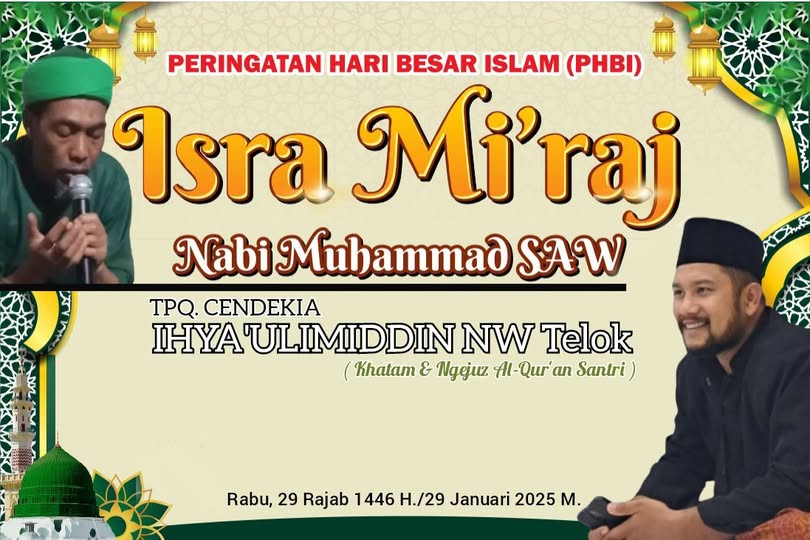 PERINGATAN HARI BESAR ISLAM (PHBI)
Isra Mi'raj
Nabi Muhammad SAW
TPQ. CENDEKIA
IHYA'ULIMIDDIN NW Telok
( Khatam & Ngejuz Al-Qur'an Santri )
Rabu, 29 Rajab 1446 H./29 Januari 2025 M.